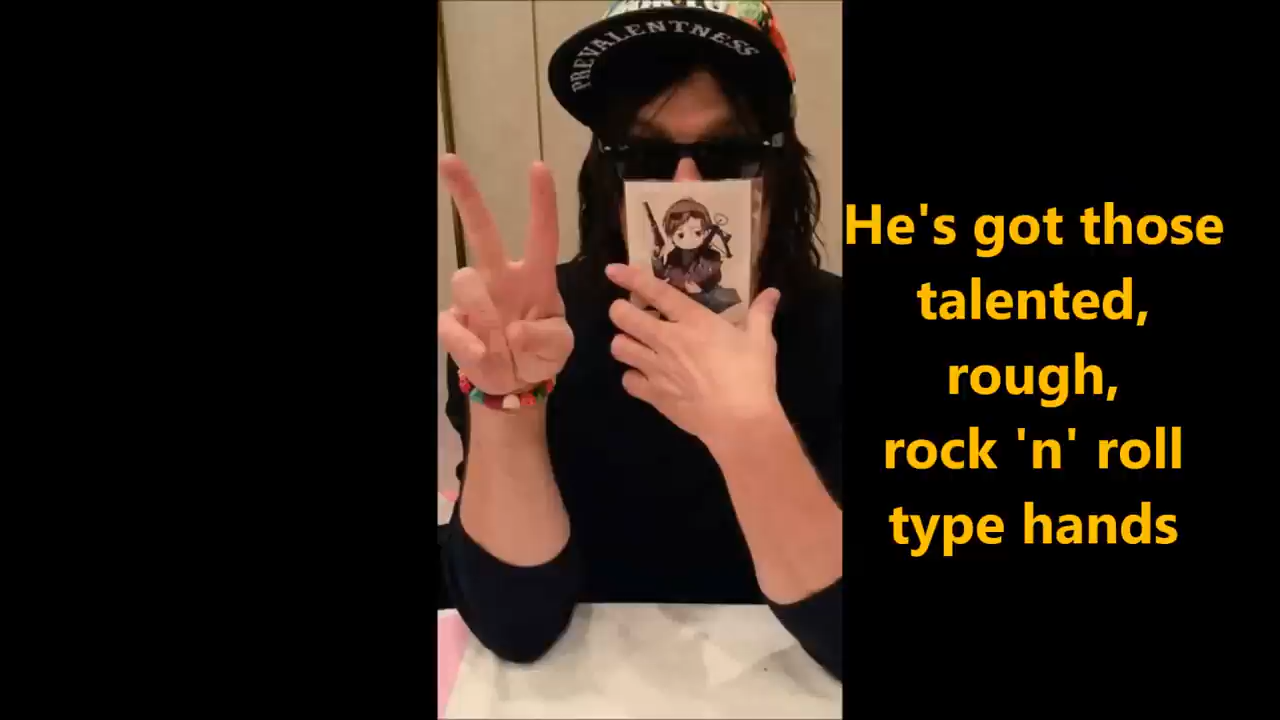 PREVALENTNESS
He's got those
talented,
rough,
rock 'n' roll
type hands